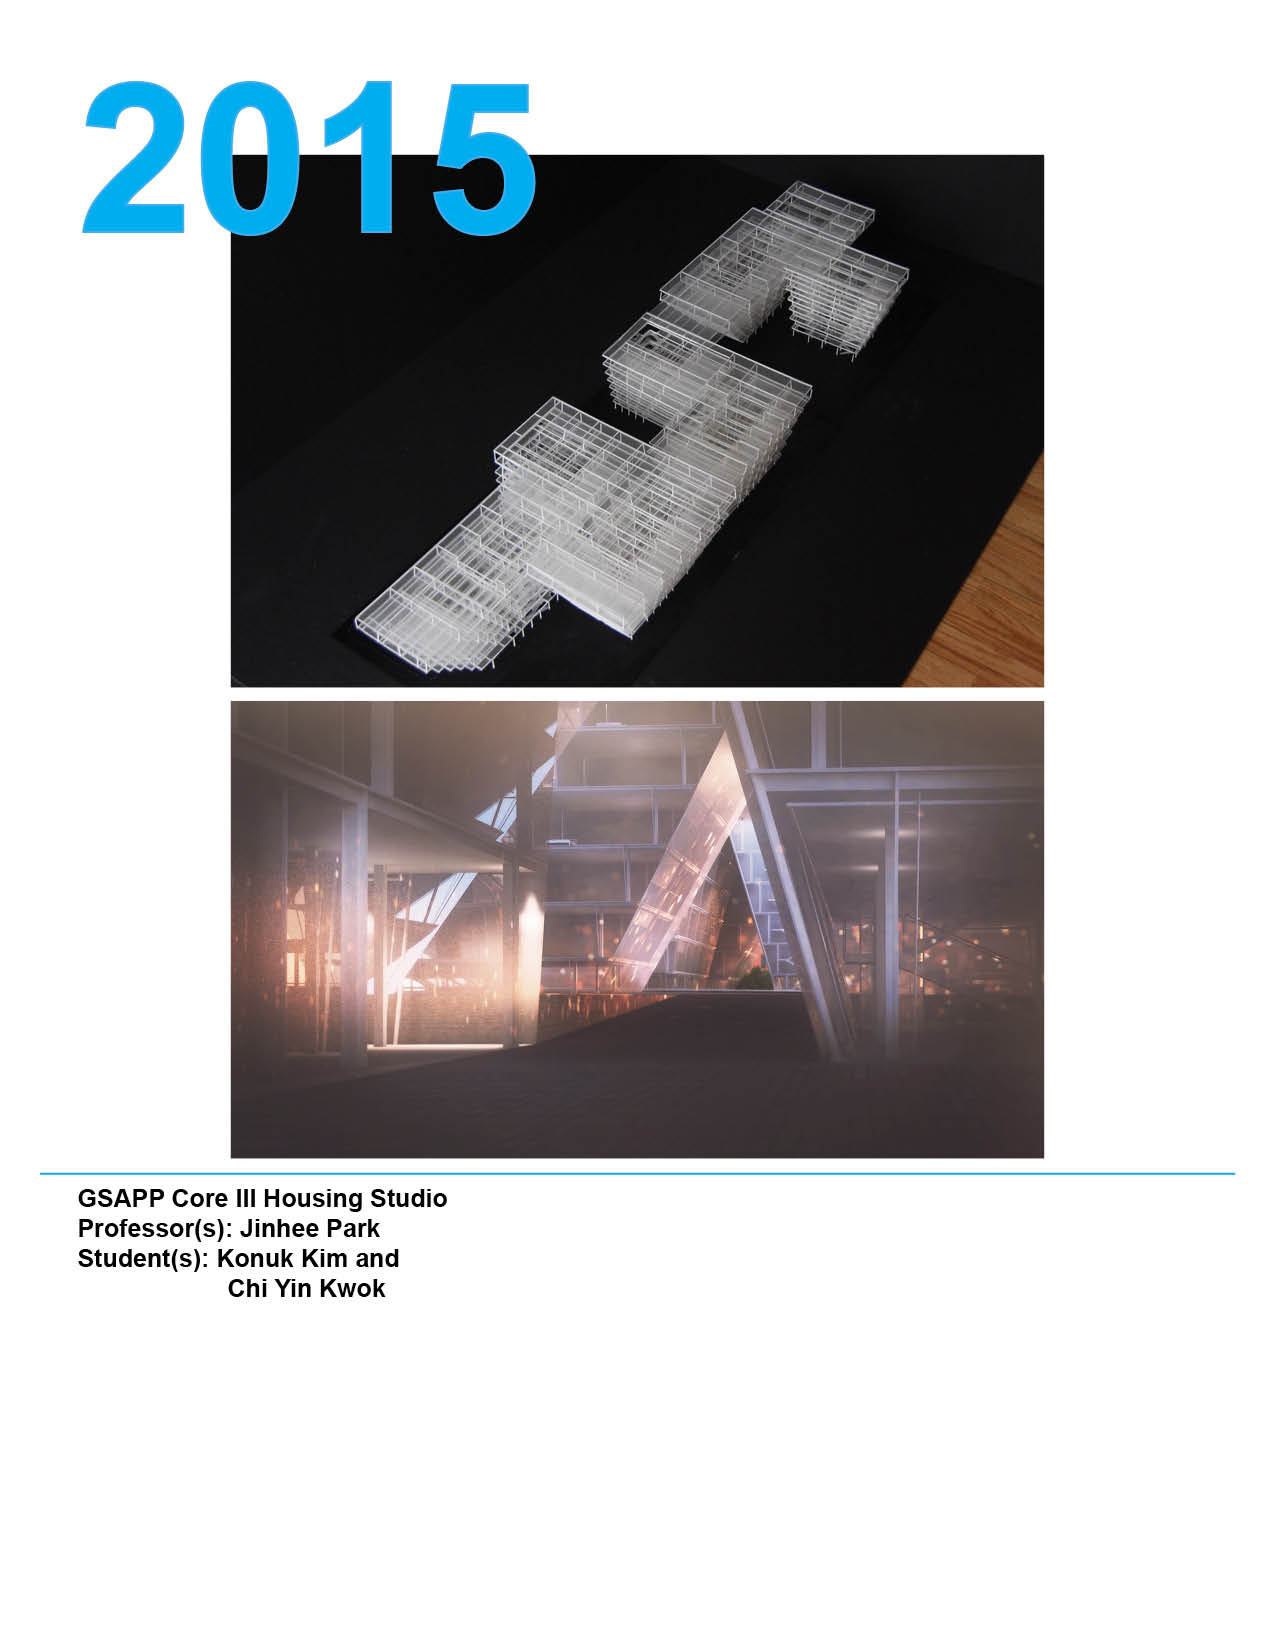 2015
GSAPP Core III Housing Studio
Professor(s): Jinhee Park
Student(s): Konuk Kim and
Chi Yin Kwok